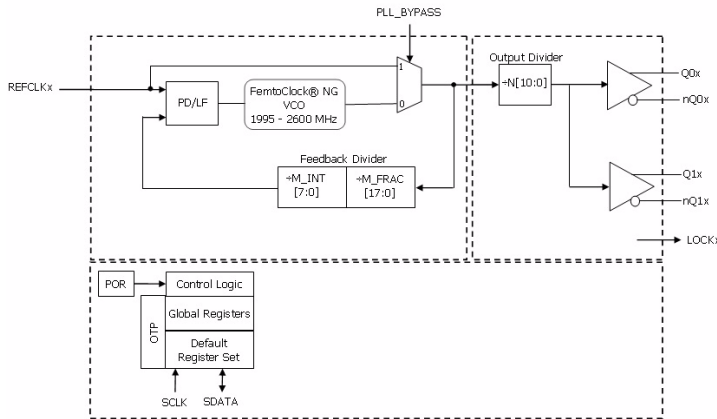 PLL_BYPASS
REFCLKx
PD/LF
FemtoClock® NG
VCO
1995 - 2600 MHz
1
0
Output Divider
÷N[10:0]
Q0x
nQ0x
Feedback Divider
÷M_INT
[7:0]
÷M_FRAC
[17:0]
Q1x
nQ1x
LOCKx
POR
Control Logic
OTP
Global Registers
Default
Register Set
SCLK
SDATA